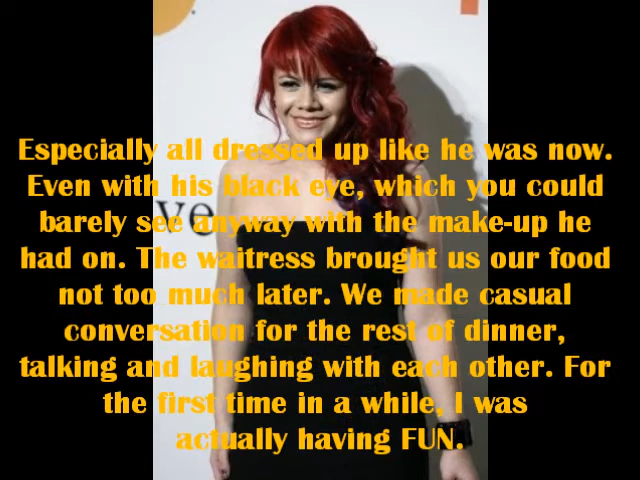 Especially all dressed up like he was now.
Even with his black eye, which you could
barely see anyway with the make-up he
had on. The waitress brought us our food
not too much later. We made casual
conversation for the rest of dinner,
talking and laughing with each other. For
the first time in a while, I was
actually having FUN.
ve